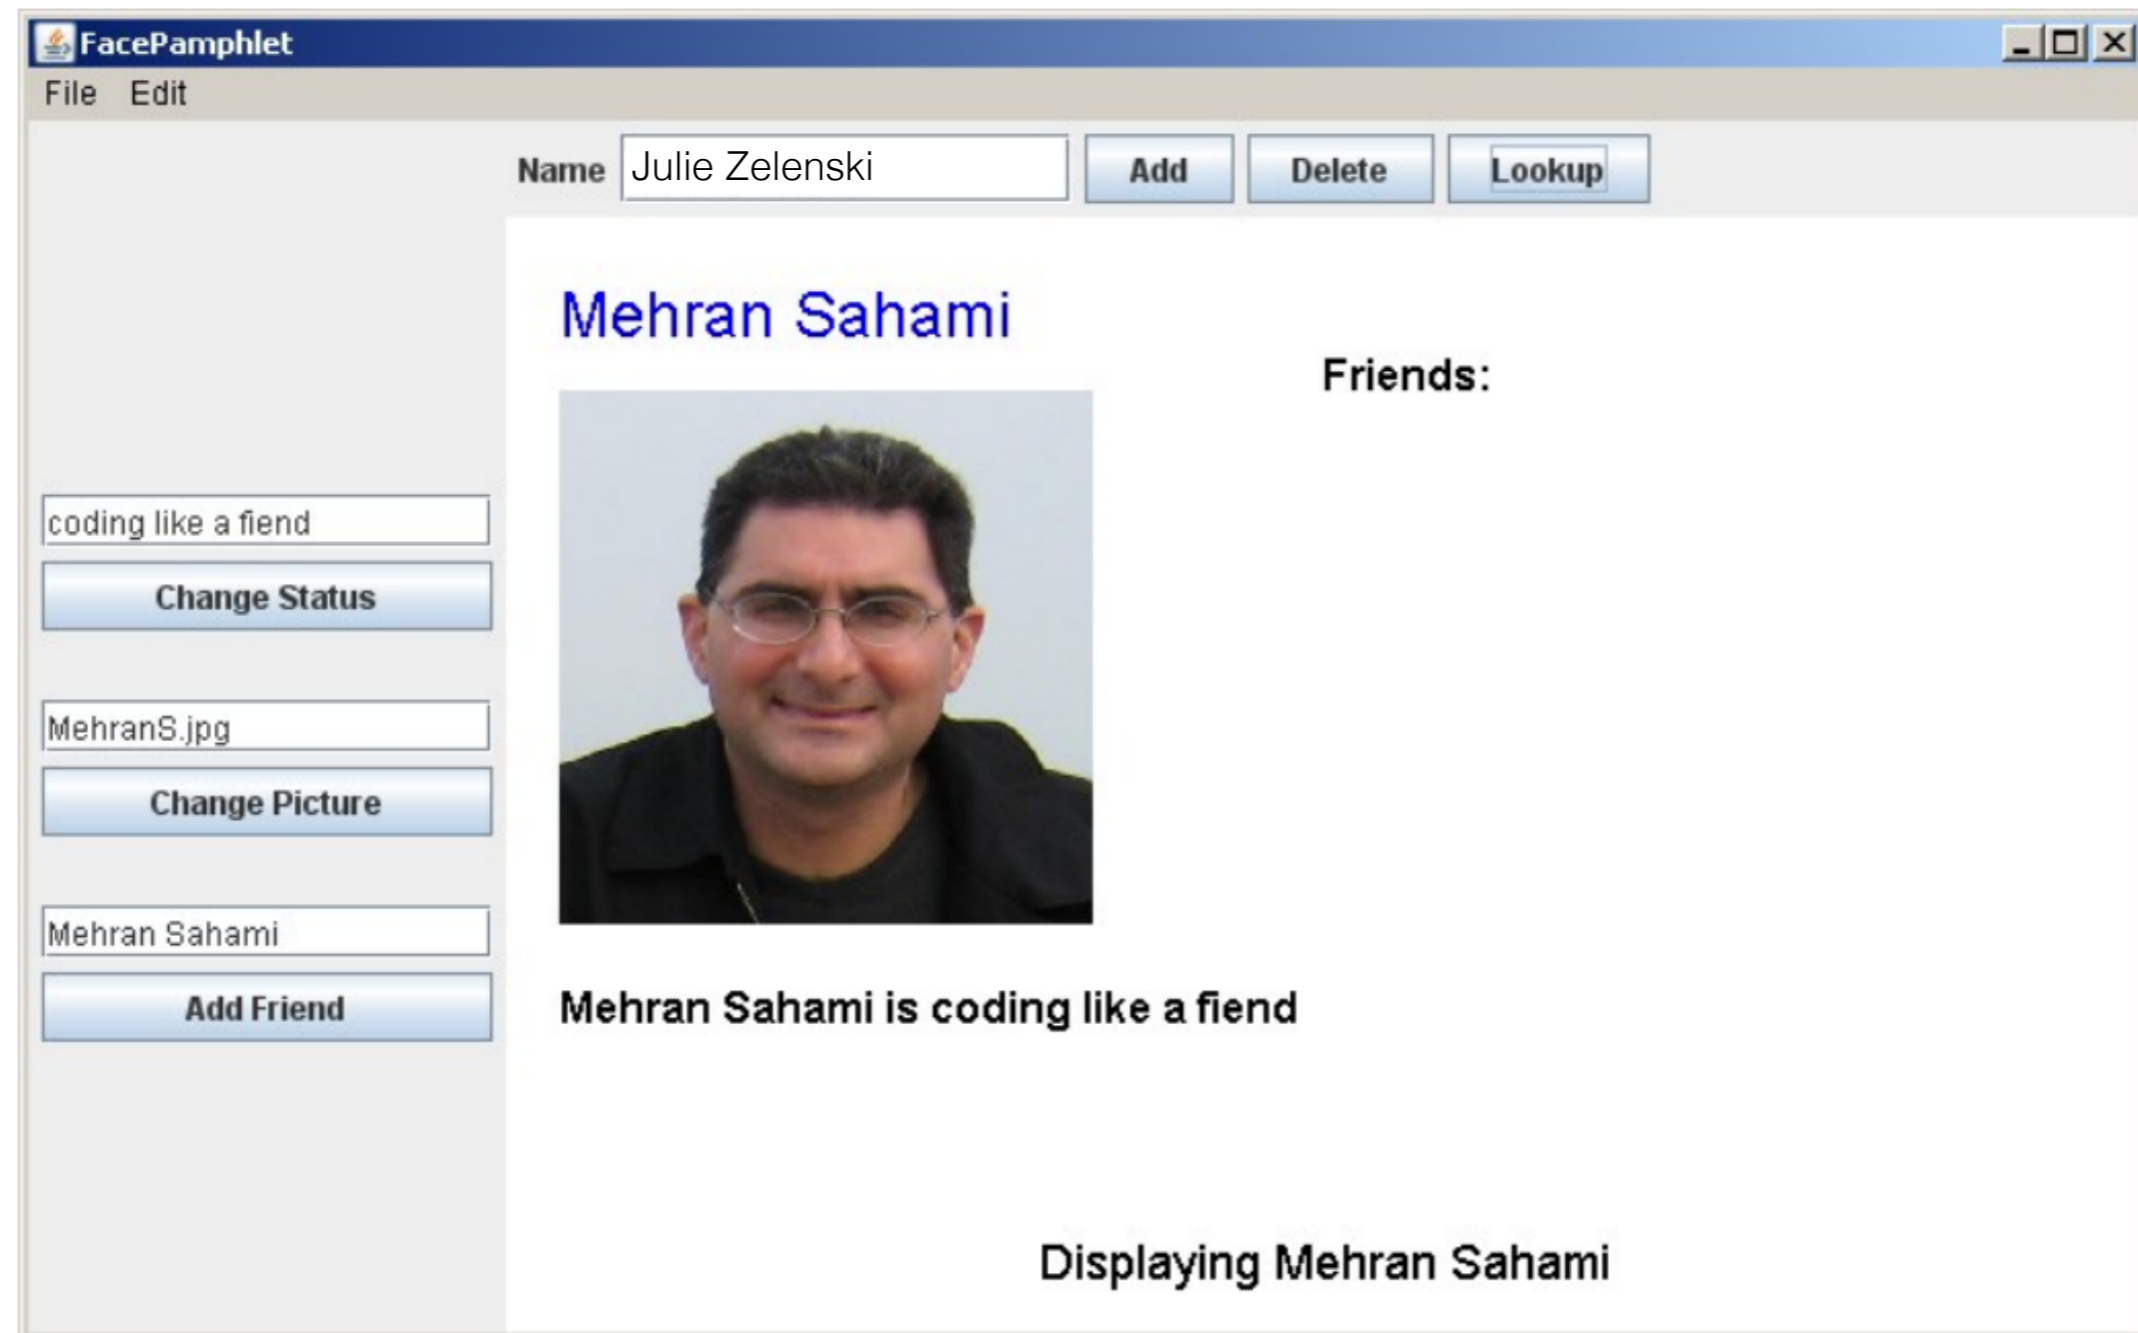 FacePamphlet
File Edit
Name Julie Zelenski Add Delete Lookup
Mehran Sahami
Friends:
coding like a fiend
Change Status
MehranS.jpg
Change Picture
Mehran Sahami
Add Friend
Mehran Sahami is coding like a fiend
Displaying Mehran Sahami